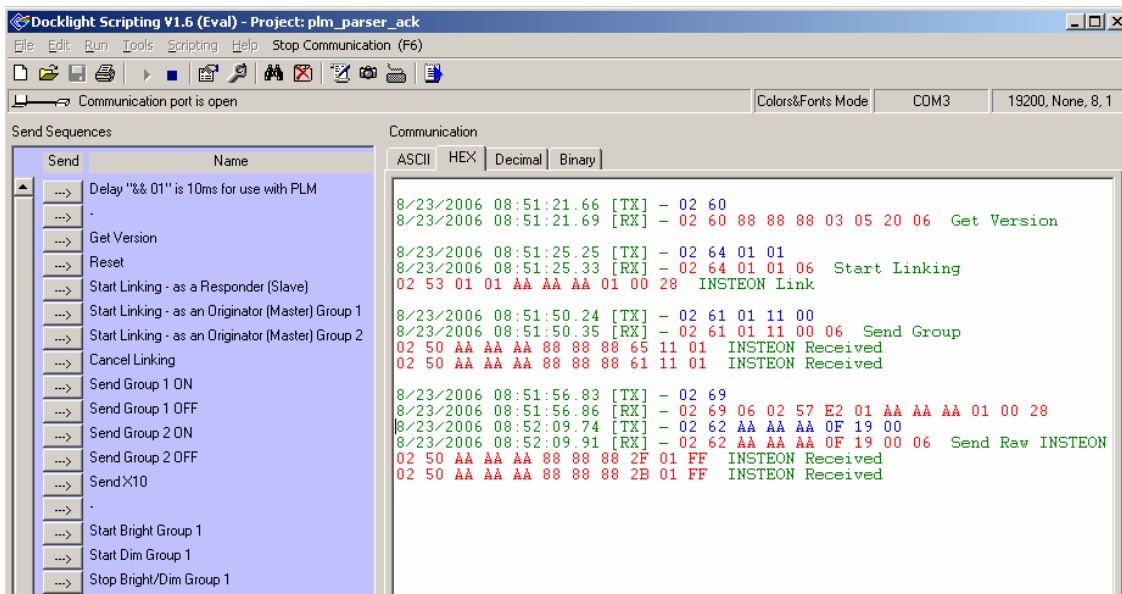 Docklight Scripting V1.6 (Eval) - Project: plm_parser_ack
File Edit Run Tools Scripting Help Stop Communication (F6)
Communication port is open Colors&Fonts Mode COM3 19200, None, 8, 1
Send Sequences
Send Name
---> Delay "&& 01" is 10ms for use with PLM
---> -
---> Get Version
---> Reset
---> Start Linking - as a Responder (Slave)
---> Start Linking - as an Originator (Master) Group 1
---> Start Linking - as an Originator (Master) Group 2
---> Cancel Linking
---> Send Group 1 ON
---> Send Group 1 OFF
---> Send Group 2 ON
---> Send Group 2 OFF
---> Send X10
---> -
---> Start Bright Group 1
---> Start Dim Group 1
---> Stop Bright/Dim Group 1
Communication
ASCII HEX Decimal Binary
8/23/2006 08:51:21.66 [TX] - 02 60
8/23/2006 08:51:21.69 [RX] - 02 60 88 88 88 03 05 20 06 Get Version
8/23/2006 08:51:25.25 [TX] - 02 64 01 01
8/23/2006 08:51:25.33 [RX] - 02 64 01 01 06 Start Linking
02 53 01 01 AA AA AA 01 00 28 INSTEON Link
8/23/2006 08:51:50.24 [TX] - 02 61 01 11 00
8/23/2006 08:51:50.35 [RX] - 02 61 01 11 00 06 Send Group
02 50 AA AA AA 88 88 88 65 11 01 INSTEON Received
02 50 AA AA AA 88 88 88 61 11 01 INSTEON Received
8/23/2006 08:51:56.83 [TX] - 02 69
8/23/2006 08:51:56.86 [RX] - 02 69 06 02 57 E2 01 AA AA AA 01 00 28
8/23/2006 08:52:09.74 [TX] - 02 62 AA AA AA 0F 19 00
8/23/2006 08:52:09.91 [RX] - 02 62 AA AA AA 0F 19 00 06 Send Raw INSTEON
02 50 AA AA AA 88 88 88 2F 01 FF INSTEON Received
02 50 AA AA AA 88 88 88 2B 01 FF INSTEON Received